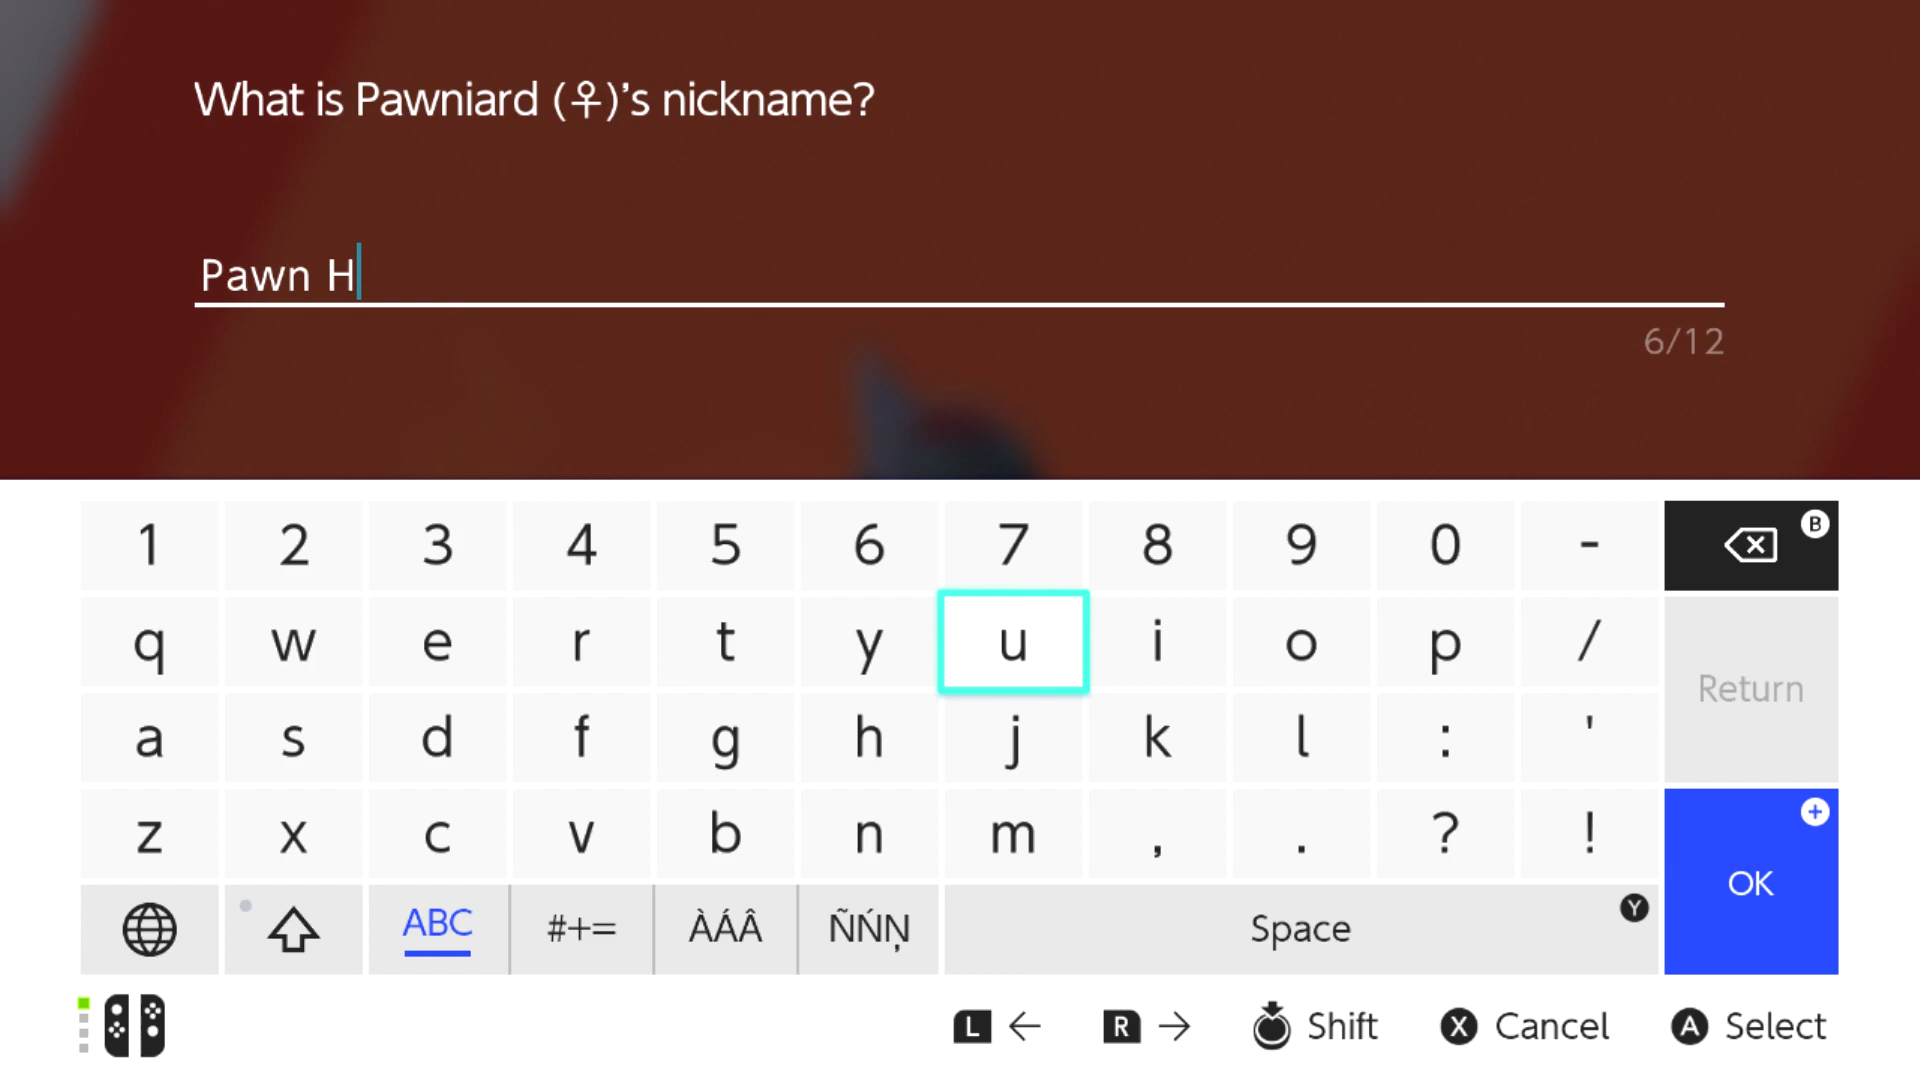 What is Pawniard (♀)'s nickname?
Pawn H
6/12
1 2 3 4 5 6 7 8 9 0 - B
q w e r t y u i o p /
Return
a s d f g h j k l : '
z x c v b n m , . ? ! +
OK
ABC #+= ÀÁÂ ÑŃŅ Space Y
L ← R → Shift X Cancel A Select